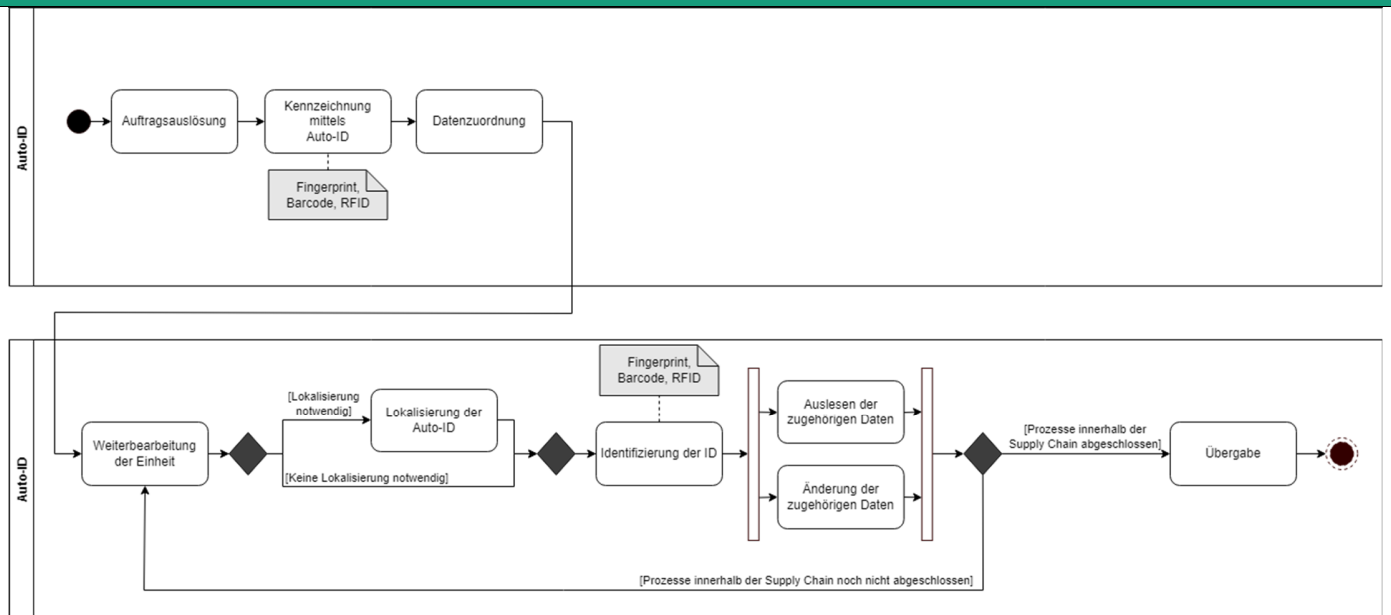 Auto-ID
Auftragsauslösung
Kennzeichnung
mittels
Auto-ID
Datenzuordnung
Fingerprint,
Barcode, RFID
Auto-ID
Weiterbearbeitung
der Einheit
[Lokalisierung
notwendig]
Lokalisierung der
Auto-ID
[Keine Lokalisierung notwendig]
Fingerprint,
Barcode, RFID
Identifizierung der ID
Auslesen der
zugehörigen Daten
Änderung der
zugehörigen Daten
[Prozesse innerhalb der
Supply Chain abgeschlossen]
Übergabe
[Prozesse innerhalb der Supply Chain noch nicht abgeschlossen]